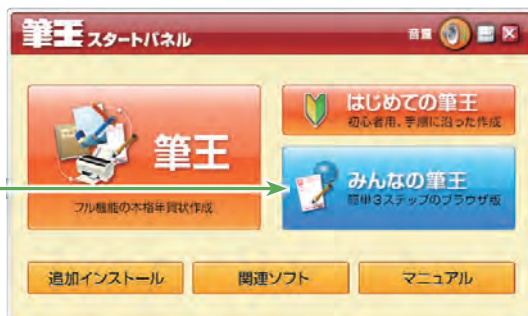 筆王 スタートパネル
音量
筆王
フル機能の本格年賀状作成
はじめての筆王
初心者用、手順に沿った作成
みんなの筆王
簡単3ステップのブラウザ版
追加インストール
関連ソフト
マニュアル